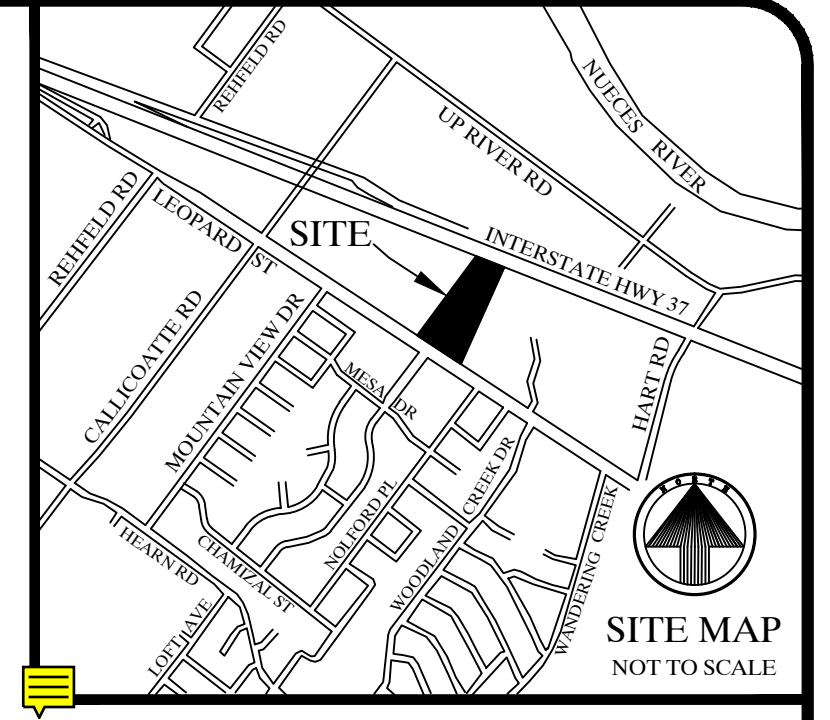 REHFELD RD
NUECES RIVER
UP RIVER RD
REHFELD RD
LEOPARD ST
SITE
INTERSTATE HWY 37
CALLICOATTE RD
MOUNTAIN VIEW DR
MESA DR
HART RD
NOLFORD PL
WOODLAND CREEK DR
WANDERING CREEK
HEARN RD
CHAMIZAL ST
LOFT AVE
NORTH
SITE MAP
NOT TO SCALE